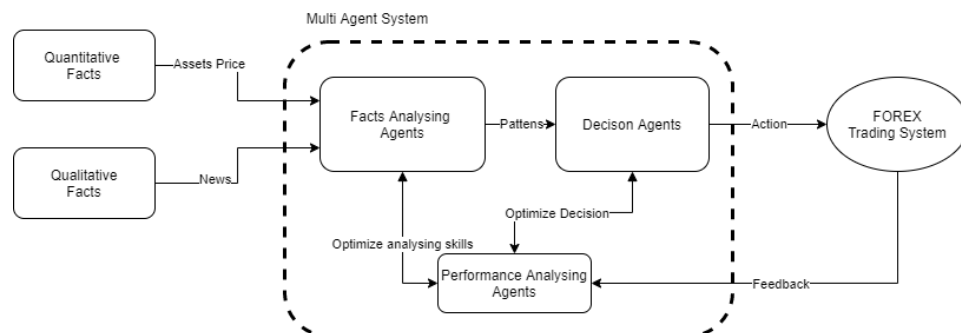 Multi Agent System
Quantitative
Facts
Assets Price
Facts Analysing
Agents
Pattens
Decison Agents
Action
FOREX
Trading System
Qualitative
Facts
News
Optimize Decision
Optimize analysing skills
Performance Analysing
Agents
Feedback